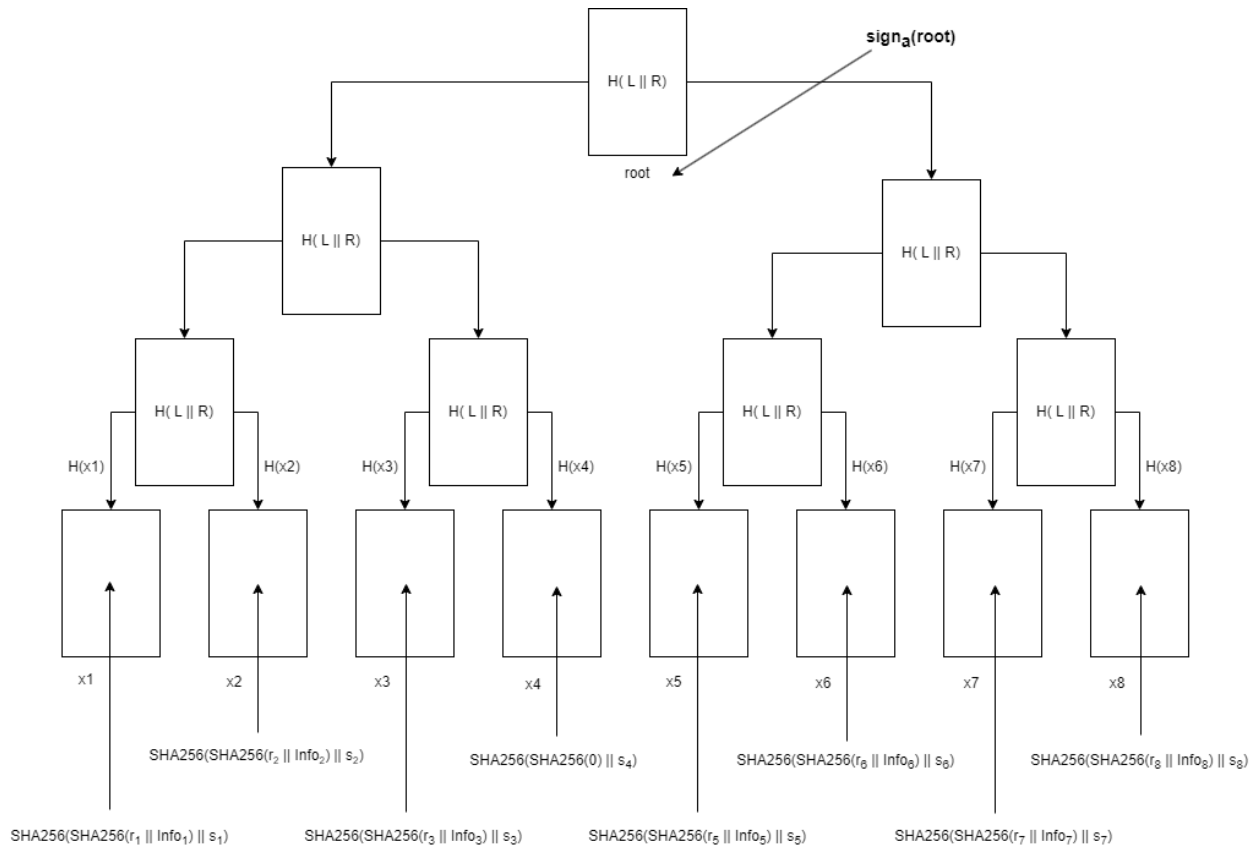 sign_a(root)
H( L || R)
root
H( L || R)
H( L || R)
H( L || R)
H( L || R)
H( L || R)
H( L || R)
H(x1)
H(x2)
H(x3)
H(x4)
H(x5)
H(x6)
H(x7)
H(x8)
x1
x2
x3
x4
x5
x6
x7
x8
SHA256(SHA256(r₂ || Info₂) || s₂)
SHA256(SHA256(0) || s₄)
SHA256(SHA256(r₆ || Info₆) || s₆)
SHA256(SHA256(r₈ || Info₈) || s₈)
SHA256(SHA256(r₁ || Info₁) || s₁)
SHA256(SHA256(r₃ || Info₃) || s₃)
SHA256(SHA256(r₅ || Info₅) || s₅)
SHA256(SHA256(r₇ || Info₇) || s₇)